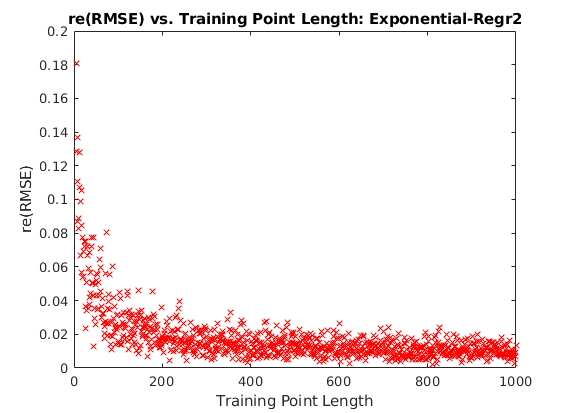 re(RMSE) vs. Training Point Length: Exponential-Regr2
0.2
0.18
0.16
0.14
0.12
0.1
0.08
0.06
0.04
0.02
0
re(RMSE)
0 200 400 600 800 1000
Training Point Length